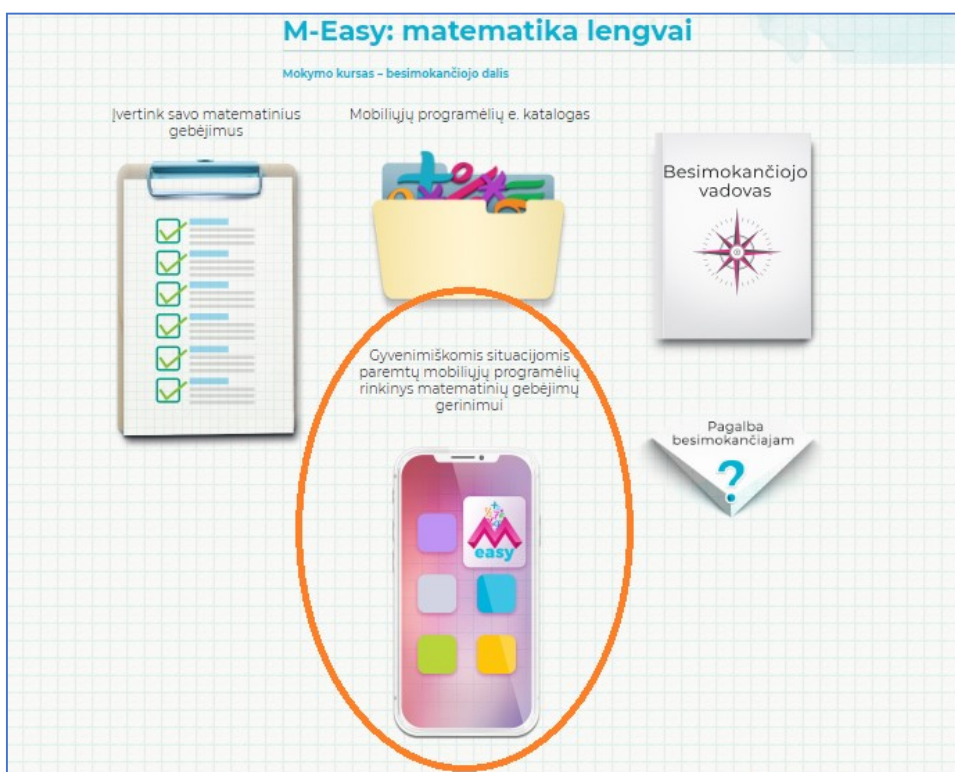 M-Easy: matematika lengvai
Mokymo kursas – besimokančiojo dalis
Įvertink savo matematinius
gebėjimus
Mobiliųjų programėlių e. katalogas
Besimokančiojo
vadovas
Gyvenimiškomis situacijomis
paremtų mobiliųjų programėlių
rinkinys matematinių gebėjimų
gerinimui
Pagalba
besimokančiajam
?
M
easy